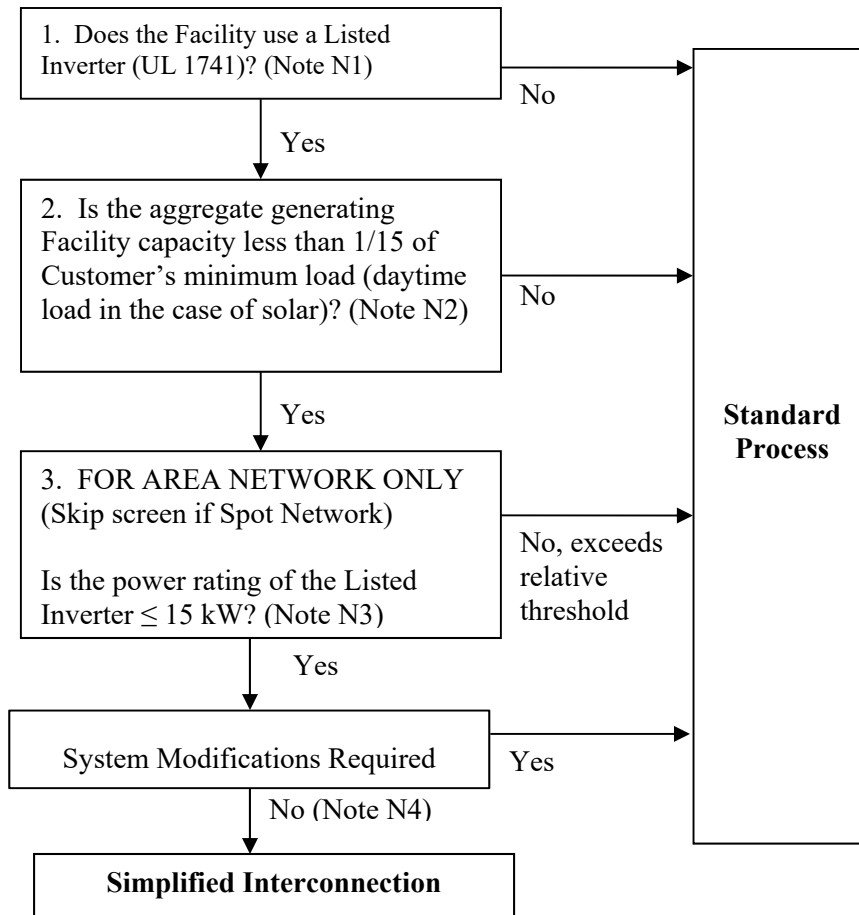 1. Does the Facility use a Listed
Inverter (UL 1741)? (Note N1)
No
Yes
2. Is the aggregate generating
Facility capacity less than 1/15 of
Customer’s minimum load (daytime
load in the case of solar)? (Note N2)
No
Yes
Standard
Process
3. FOR AREA NETWORK ONLY
(Skip screen if Spot Network)
Is the power rating of the Listed
Inverter ≤ 15 kW? (Note N3)
No, exceeds
relative
threshold
Yes
System Modifications Required
Yes
No (Note N4)
Simplified Interconnection